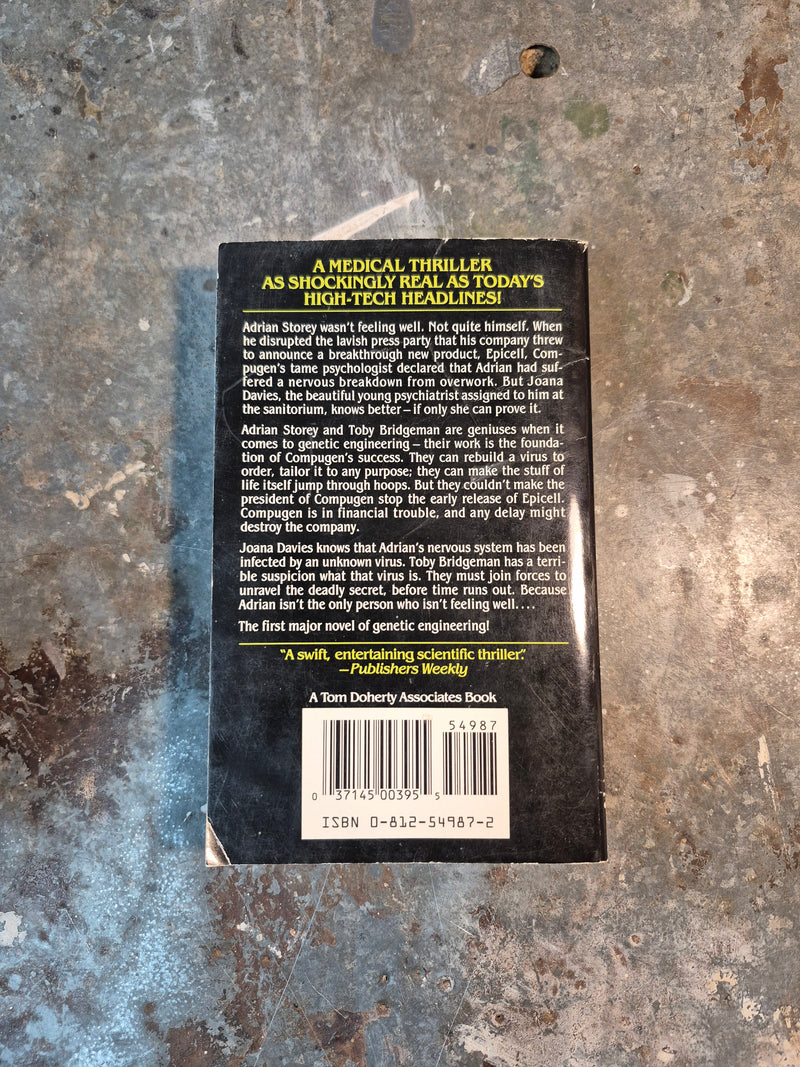 A MEDICAL THRILLER
AS SHOCKINGLY REAL AS TODAY'S
HIGH-TECH HEADLINES!
Adrian Storey wasn't feeling well. Not quite himself. When
he disrupted the lavish press party that his company threw
to announce a breakthrough new product, Epicell, Com-
pugen's tame psychologist declared that Adrian had suf-
fered a nervous breakdown from overwork. But Joana
Davies, the beautiful young psychiatrist assigned to him at
the sanitorium, knows better – if only she can prove it.
Adrian Storey and Toby Bridgeman are geniuses when it
comes to genetic engineering – their work is the founda-
tion of Compugen's success. They can rebuild a virus to
order, tailor it to any purpose; they can make the stuff of
life itself jump through hoops. But they couldn't make the
president of Compugen stop the early release of Epicell.
Compugen is in financial trouble, and any delay might
destroy the company.
Joana Davies knows that Adrian's nervous system has been
infected by an unknown virus. Toby Bridgeman has a terri-
ble suspicion what that virus is. They must join forces to
unravel the deadly secret, before time runs out. Because
Adrian isn't the only person who isn't feeling well....
The first major novel of genetic engineering!
"A swift, entertaining scientific thriller."
—Publishers Weekly
A Tom Doherty Associates Book
54987
0 37145 00395 5
ISBN 0-812-54987-2